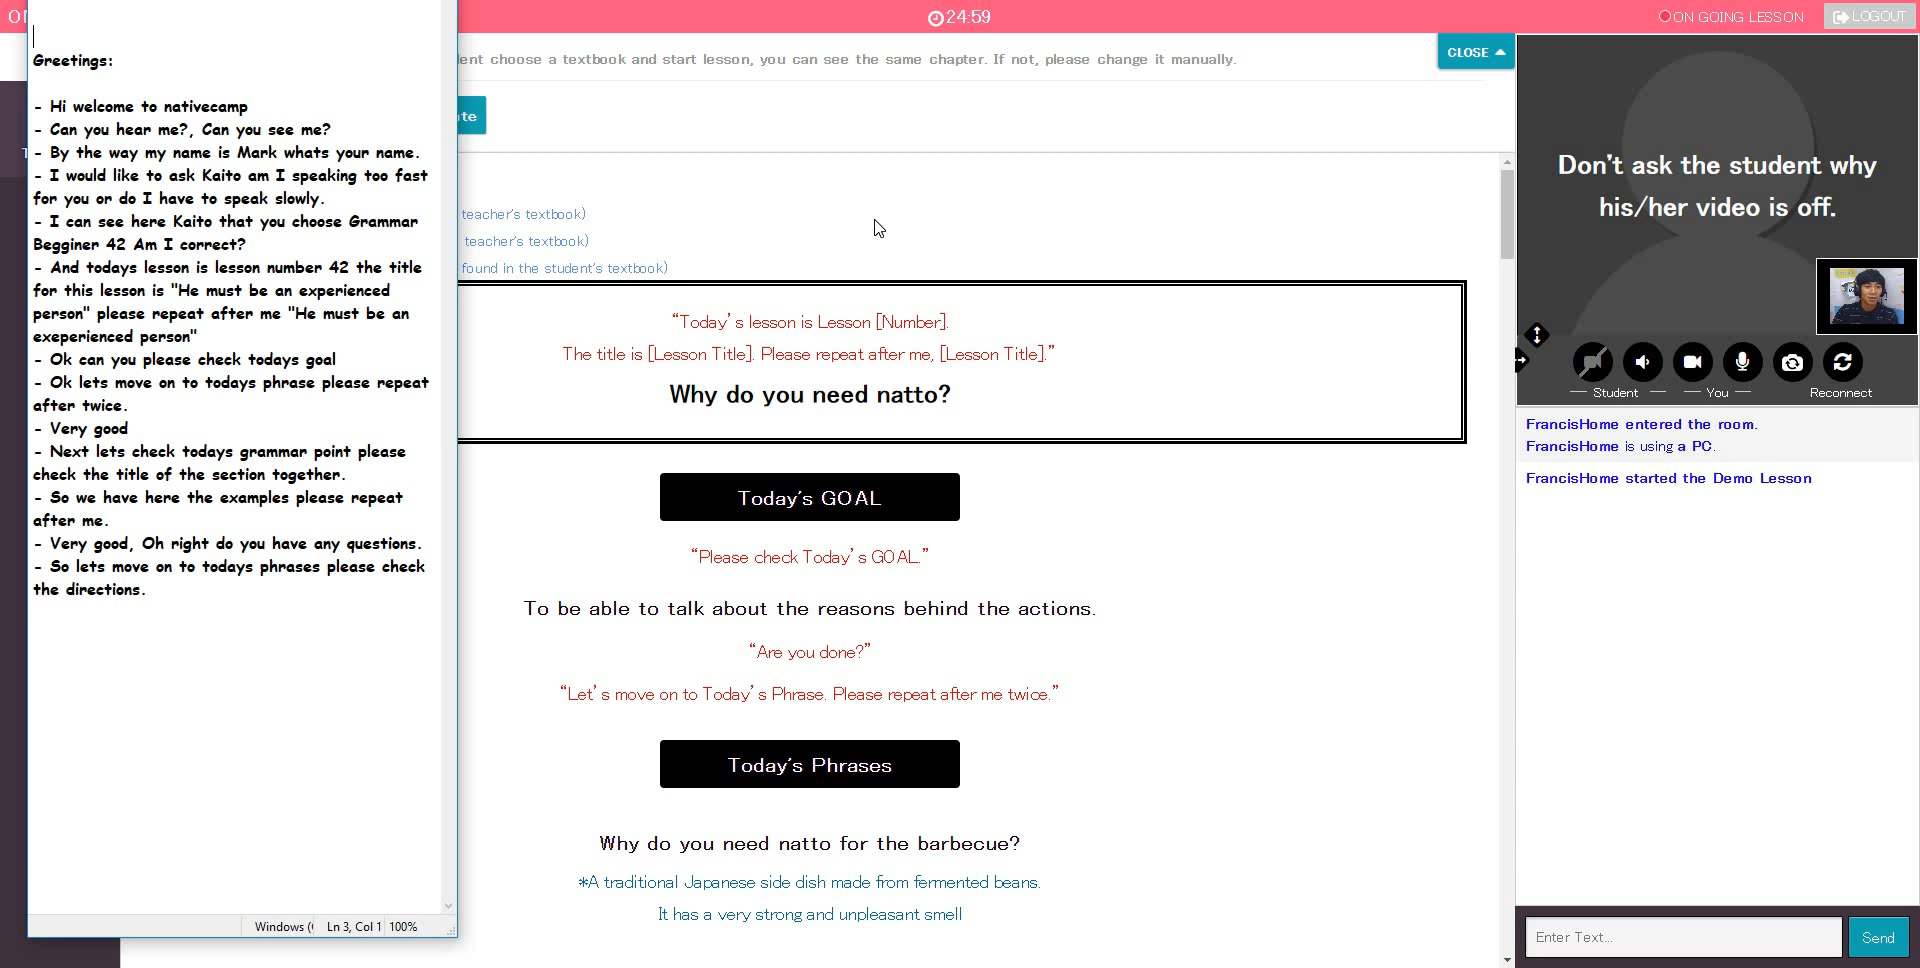 Greetings:
- Hi welcome to nativecamp
- Can you hear me?, Can you see me?
- By the way my name is Mark whats your name.
- I would like to ask Kaito am I speaking too fast
for you or do I have to speak slowly.
- I can see here Kaito that you choose Grammar
Begginer 42 Am I correct?
- And todays lesson is lesson number 42 the title
for this lesson is "He must be an experienced
person" please repeat after me "He must be an
exeperienced person"
- Ok can you please check todays goal
- Ok lets move on to todays phrase please repeat
after twice.
- Very good
- Next lets check todays grammar point please
check the title of the section together.
- So we have here the examples please repeat
after me.
- Very good, Oh right do you have any questions.
- So lets move on to todays phrases please check
the directions.
Windows (
Ln 3, Col 1
100%
24:59
ON GOING LESSON
LOGOUT
choose a textbook and start lesson, you can see the same chapter. If not, please change it manually.
CLOSE
teacher's textbook)
teacher's textbook)
found in the student's textbook)
“Today’s lesson is Lesson [Number].
The title is [Lesson Title]. Please repeat after me, [Lesson Title].”
Why do you need natto?
Today's GOAL
“Please check Today’s GOAL.”
To be able to talk about the reasons behind the actions.
“Are you done?”
“Let’s move on to Today’s Phrase. Please repeat after me twice.”
Today's Phrases
Why do you need natto for the barbecue?
*A traditional Japanese side dish made from fermented beans.
It has a very strong and unpleasant smell
Don't ask the student why
his/her video is off.
Student
You
Reconnect
FrancisHome entered the room.
FrancisHome is using a PC.
FrancisHome started the Demo Lesson
Enter Text...
Send